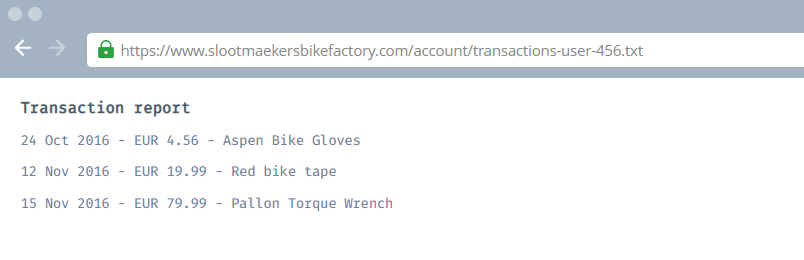 https://www.slootmaekersbikefactory.com/account/transactions-user-456.txt
Transaction report
24 Oct 2016 - EUR 4.56 - Aspen Bike Gloves
12 Nov 2016 - EUR 19.99 - Red bike tape
15 Nov 2016 - EUR 79.99 - Pallon Torque Wrench